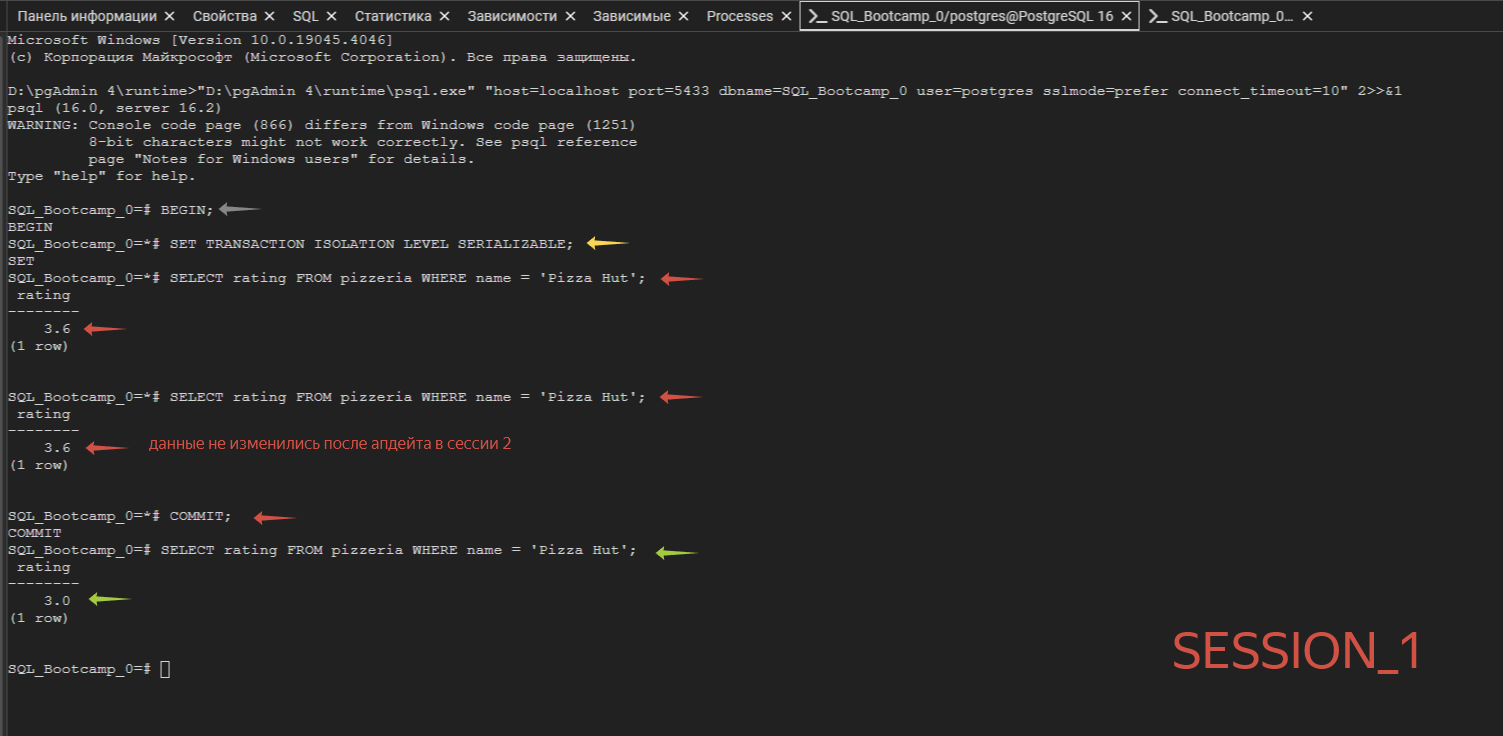 Панель информации ✕ Свойства ✕ SQL ✕ Статистика ✕ Зависимости ✕ Зависимые ✕ Processes ✕ >_ SQL_Bootcamp_0/postgres@PostgreSQL 16 ✕ >_ SQL_Bootcamp_0... ✕
Microsoft Windows [Version 10.0.19045.4046]
(c) Корпорация Майкрософт (Microsoft Corporation). Все права защищены.
D:\pgAdmin 4\runtime>"D:\pgAdmin 4\runtime\psql.exe" "host=localhost port=5433 dbname=SQL_Bootcamp_0 user=postgres sslmode=prefer connect_timeout=10" 2>>&1
psql (16.0, server 16.2)
WARNING: Console code page (866) differs from Windows code page (1251)
         8-bit characters might not work correctly. See psql reference
         page "Notes for Windows users" for details.
Type "help" for help.
SQL_Bootcamp_0=# BEGIN;
BEGIN
SQL_Bootcamp_0=*# SET TRANSACTION ISOLATION LEVEL SERIALIZABLE;
SET
SQL_Bootcamp_0=*# SELECT rating FROM pizzeria WHERE name = 'Pizza Hut';
 rating
--------
    3.6
(1 row)
SQL_Bootcamp_0=*# SELECT rating FROM pizzeria WHERE name = 'Pizza Hut';
 rating
--------
    3.6 данные не изменились после апдейта в сессии 2
(1 row)
SQL_Bootcamp_0=*# COMMIT;
COMMIT
SQL_Bootcamp_0=# SELECT rating FROM pizzeria WHERE name = 'Pizza Hut';
 rating
--------
    3.0
(1 row)
SESSION_1
SQL_Bootcamp_0=#